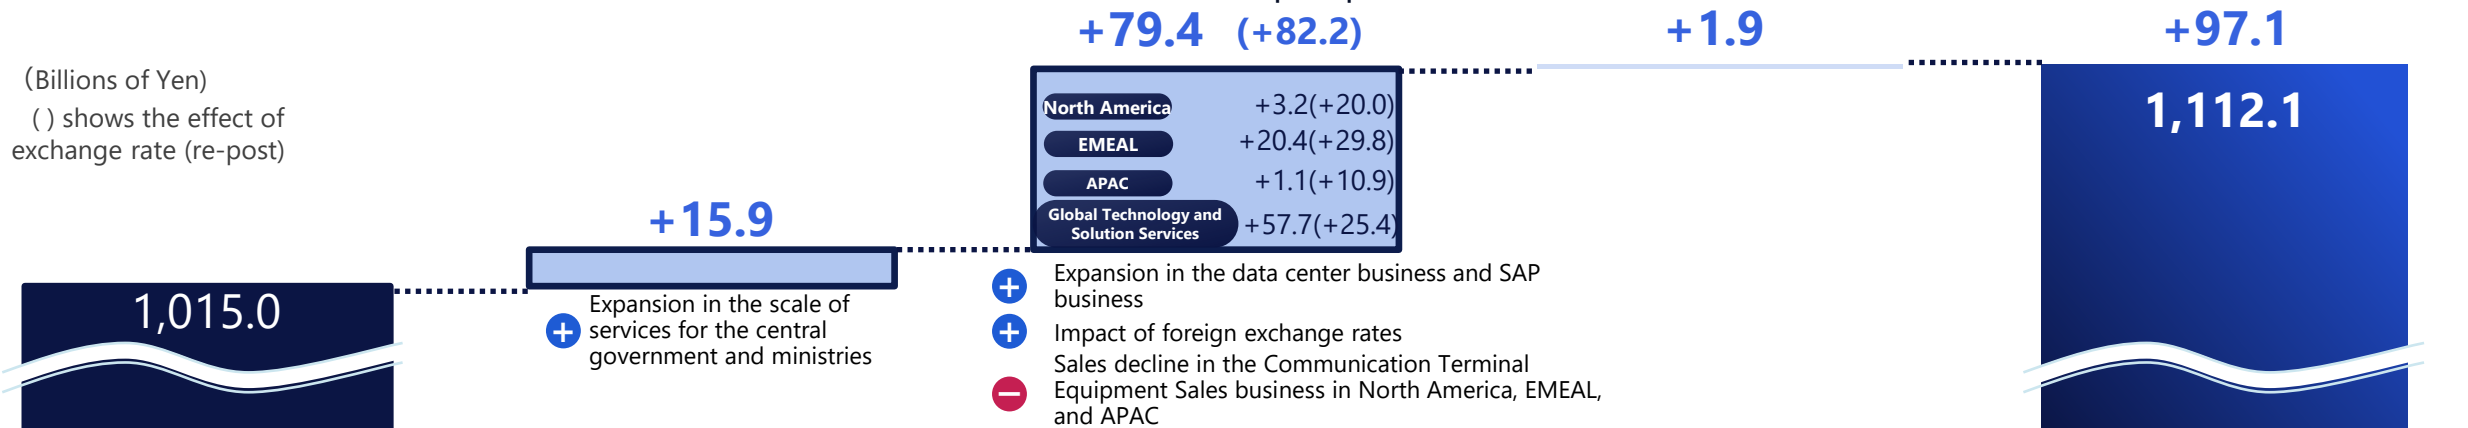 +79.4 (+82.2)
+1.9
+97.1
(Billions of Yen)
( ) shows the effect of
exchange rate (re-post)
1,112.1
North America +3.2(+20.0)
EMEAL +20.4(+29.8)
APAC +1.1(+10.9)
Global Technology and
Solution Services +57.7(+25.4)
+15.9
1,015.0
Expansion in the scale of
services for the central
government and ministries
Expansion in the data center business and SAP
business
Impact of foreign exchange rates
Sales decline in the Communication Terminal
Equipment Sales business in North America, EMEAL,
and APAC